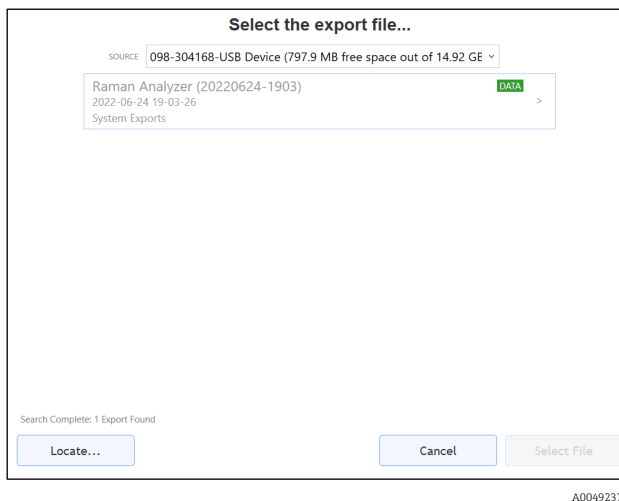 Select the export file...
SOURCE 098-304168-USB Device (797.9 MB free space out of 14.92 GE
Raman Analyzer (20220624-1903) DATA
2022-06-24 19-03-26 >
System Exports
Search Complete: 1 Export Found
Locate... Cancel Select File
A0049237